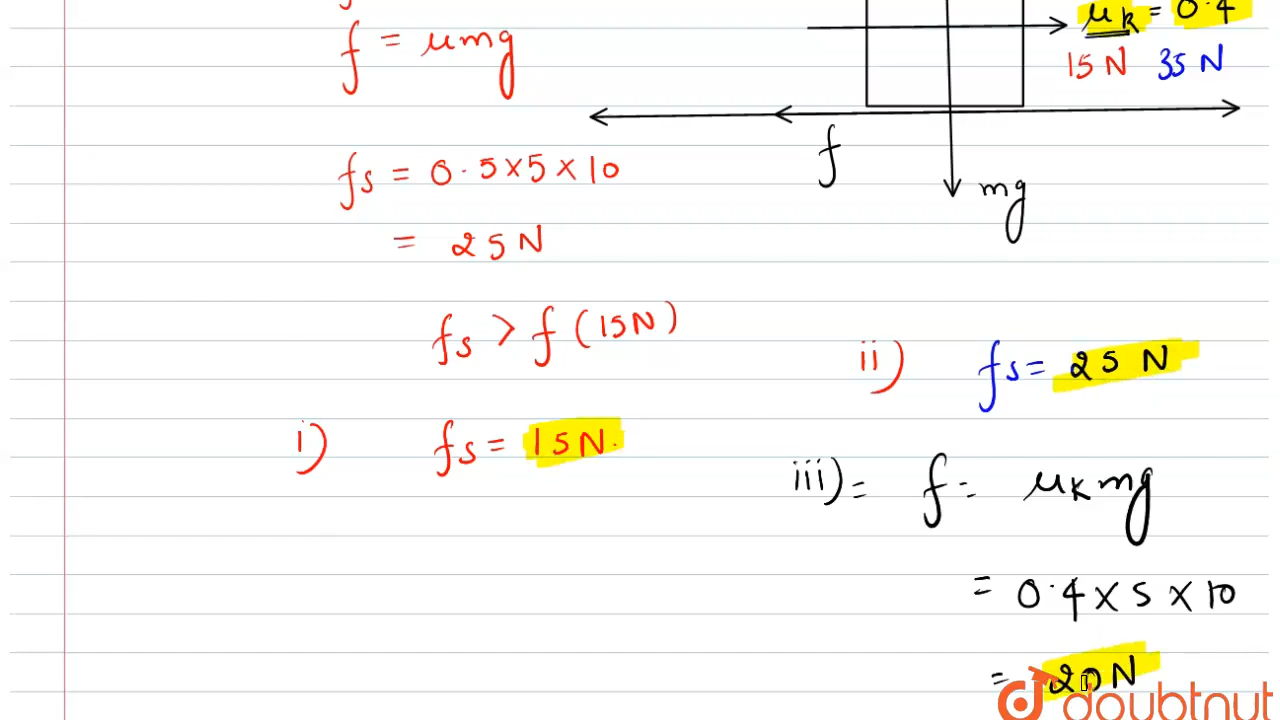 μk = 0.4
f = μmg
15 N 35 N
f
fs = 0.5×5×10
mg
= 25N
fs > f (15N)
ii) fs = 25 N
i) fs = 15N.
iii) = f = μk mg
= 0.4 × 5 × 10
= 20N
doubtnut